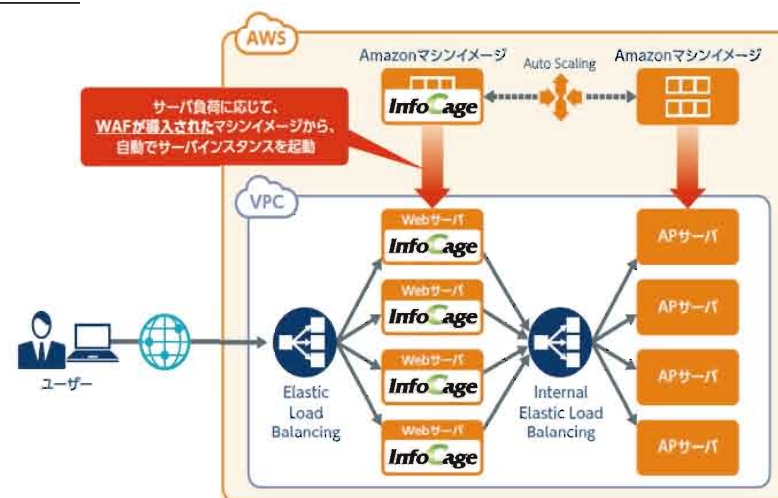 AWS
Amazonマシンイメージ
InfoCage
Auto Scaling
Amazonマシンイメージ
サーバ負荷に応じて、
WAFが導入されたマシンイメージから、
自動でサーバインスタンスを起動
VPC
Webサーバ
InfoCage
Webサーバ
InfoCage
Webサーバ
InfoCage
Webサーバ
InfoCage
APサーバ
APサーバ
APサーバ
APサーバ
ユーザー
Elastic
Load
Balancing
Internal
Elastic Load
Balancing